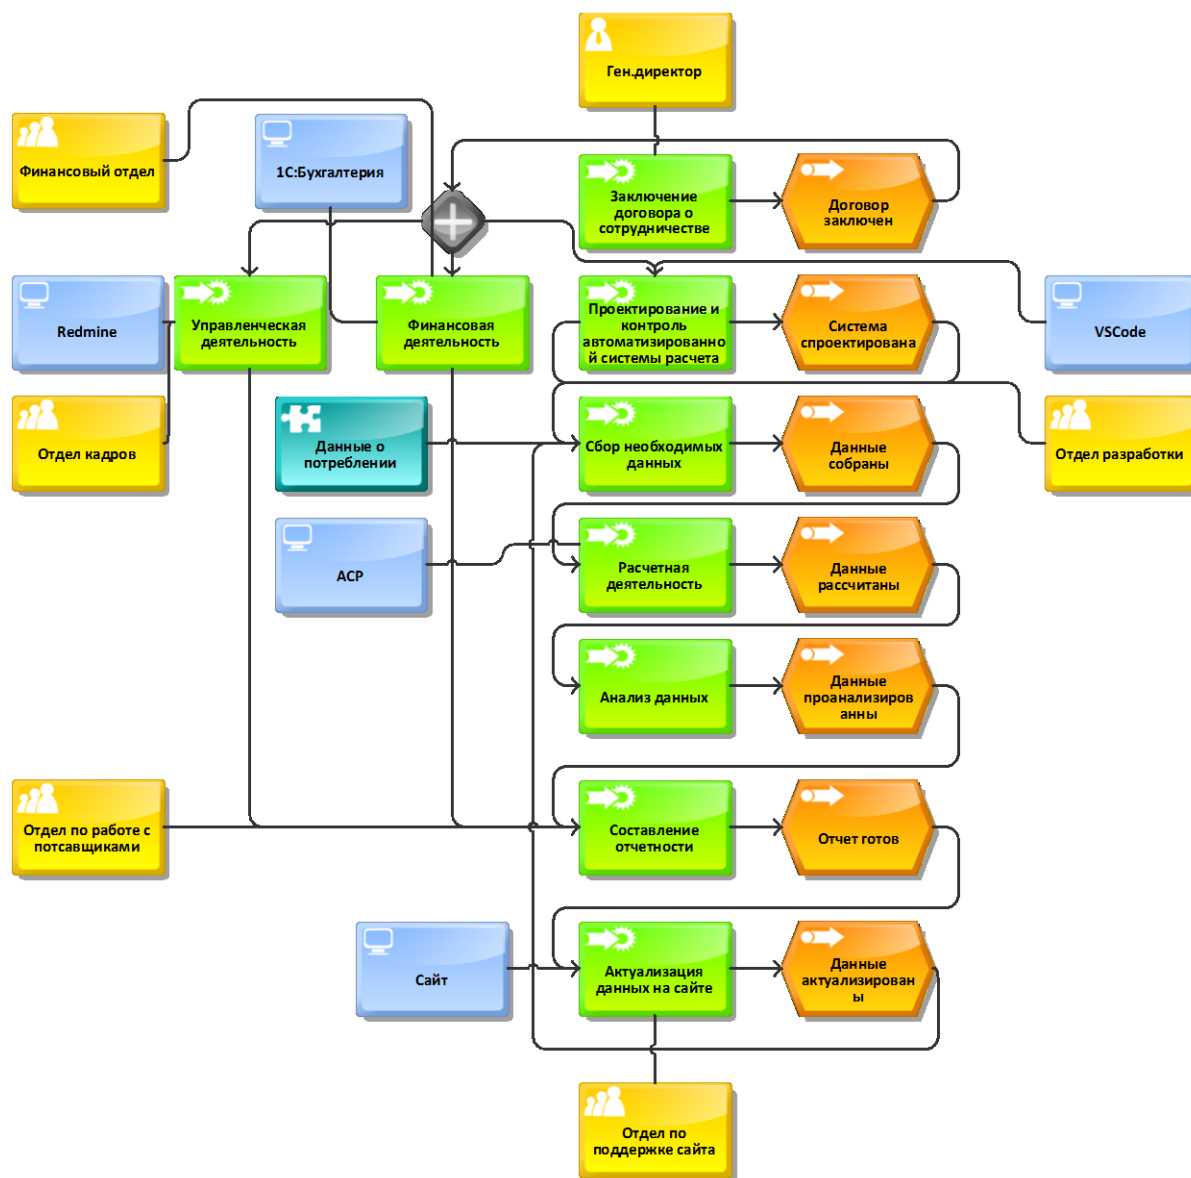 Ген.директор
Финансовый отдел
1С:Бухгалтерия
Заключение
договора о
сотрудничестве
Договор
заключен
Redmine
Управленческая
деятельность
Финансовая
деятельность
Проектирование и
контроль
автоматизированно
й системы расчета
Система
спроектирована
VSCode
Отдел кадров
Данные о
потреблении
Сбор необходимых
данных
Данные
собраны
Отдел разработки
АСР
Расчетная
деятельность
Данные
рассчитаны
Анализ данных
Данные
проанализиров
анны
Отдел по работе с
потсавщиками
Составление
отчетности
Отчет готов
Сайт
Актуализация
данных на сайте
Данные
актуализирован
ы
Отдел по
поддержке сайта